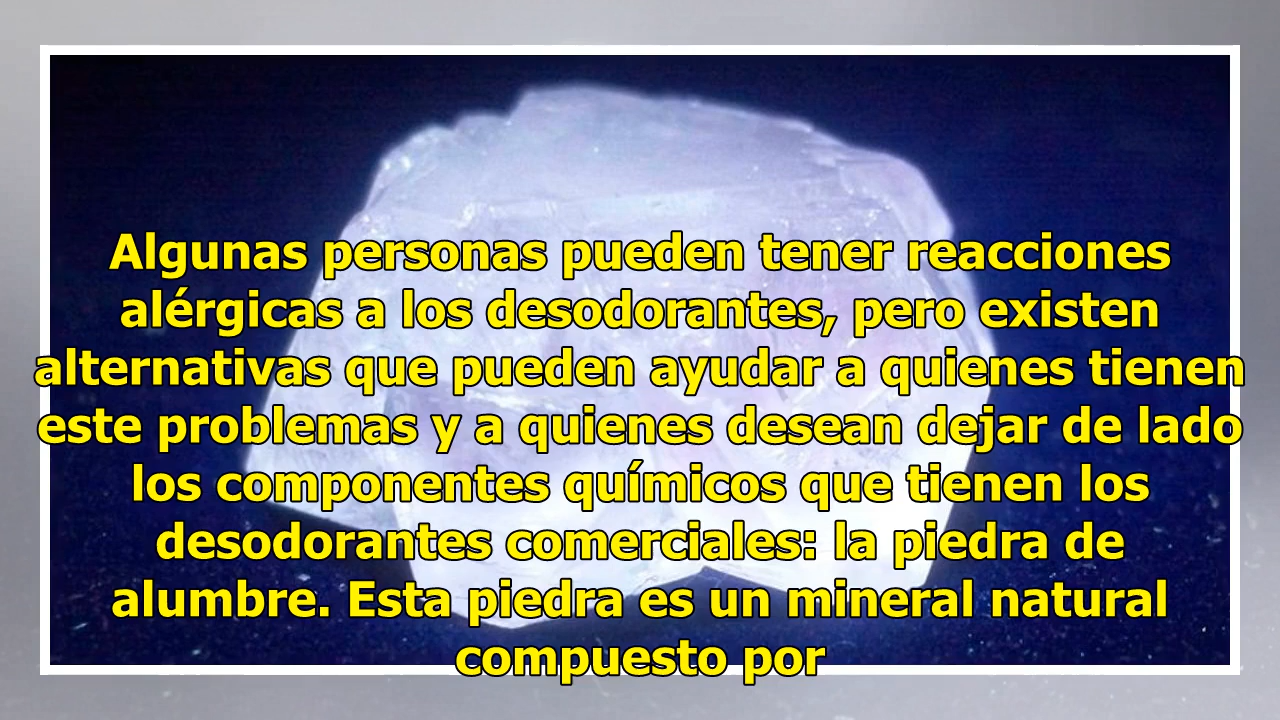 Algunas personas pueden tener reacciones
alérgicas a los desodorantes, pero existen
alternativas que pueden ayudar a quienes tienen
este problemas y a quienes desean dejar de lado
los componentes químicos que tienen los
desodorantes comerciales: la piedra de
alumbre. Esta piedra es un mineral natural
compuesto por